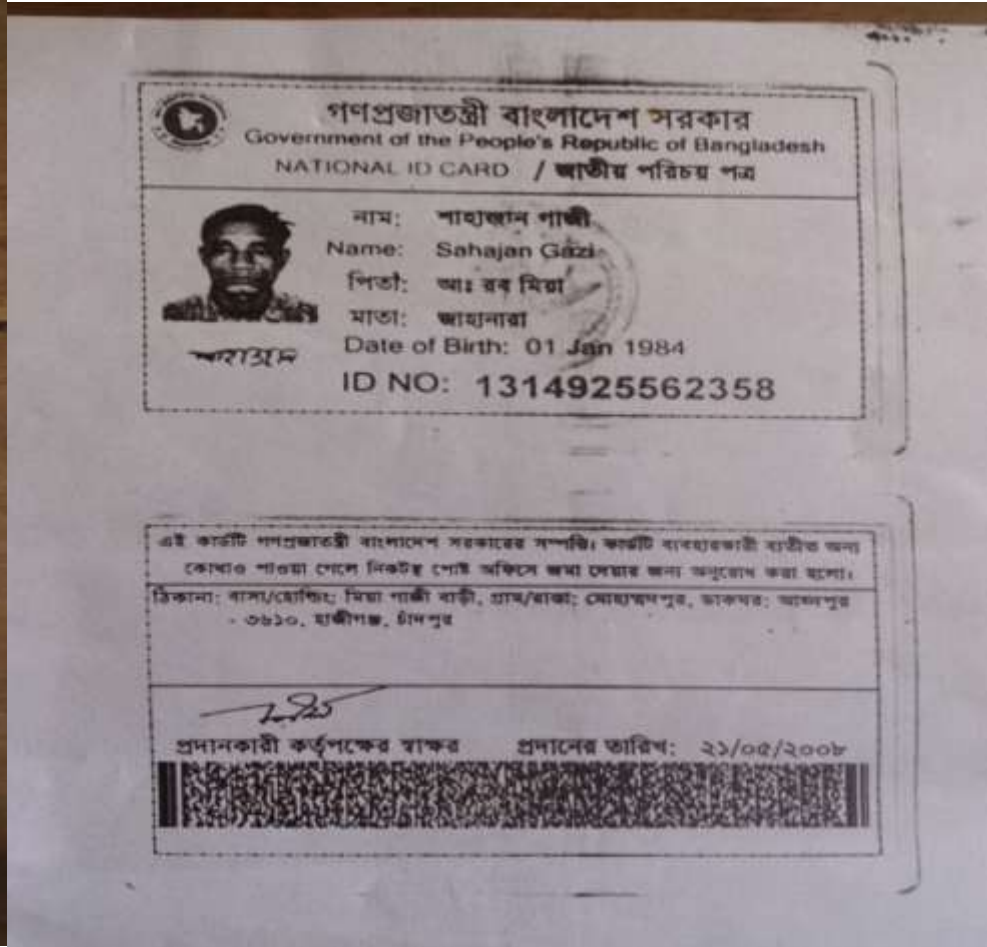 গণপ্রজাতন্ত্রী বাংলাদেশ সরকার
Government of the People's Republic of Bangladesh
NATIONAL ID CARD / জাতীয় পরিচয় পত্র
নাম: শাহাজান গাজী
Name: Sahajan Gazi
পিতা: আঃ রব মিয়া
মাতা: জাহানারা
Date of Birth: 01 Jan 1984
ID NO: 1314925562358
এই কার্ডটি গণপ্রজাতন্ত্রী বাংলাদেশ সরকারের সম্পত্তি। কার্ডটি ব্যবহারকারী ব্যতীত অন্য
কোথাও পাওয়া গেলে নিকটস্থ পোষ্ট অফিসে জমা দেয়ার জন্য অনুরোধ করা হলো।
ঠিকানা: বাসা/হোল্ডিং: মিয়া গাজী বাড়ী, গ্রাম/রাস্তা: মোহাম্মদপুর, ডাকঘর:
- ৩৬১০, হাজীগঞ্জ, চাঁদপুর
প্রদানকারী কর্তৃপক্ষের স্বাক্ষর প্রদানের তারিখ: ২১/০৫/২০০৮